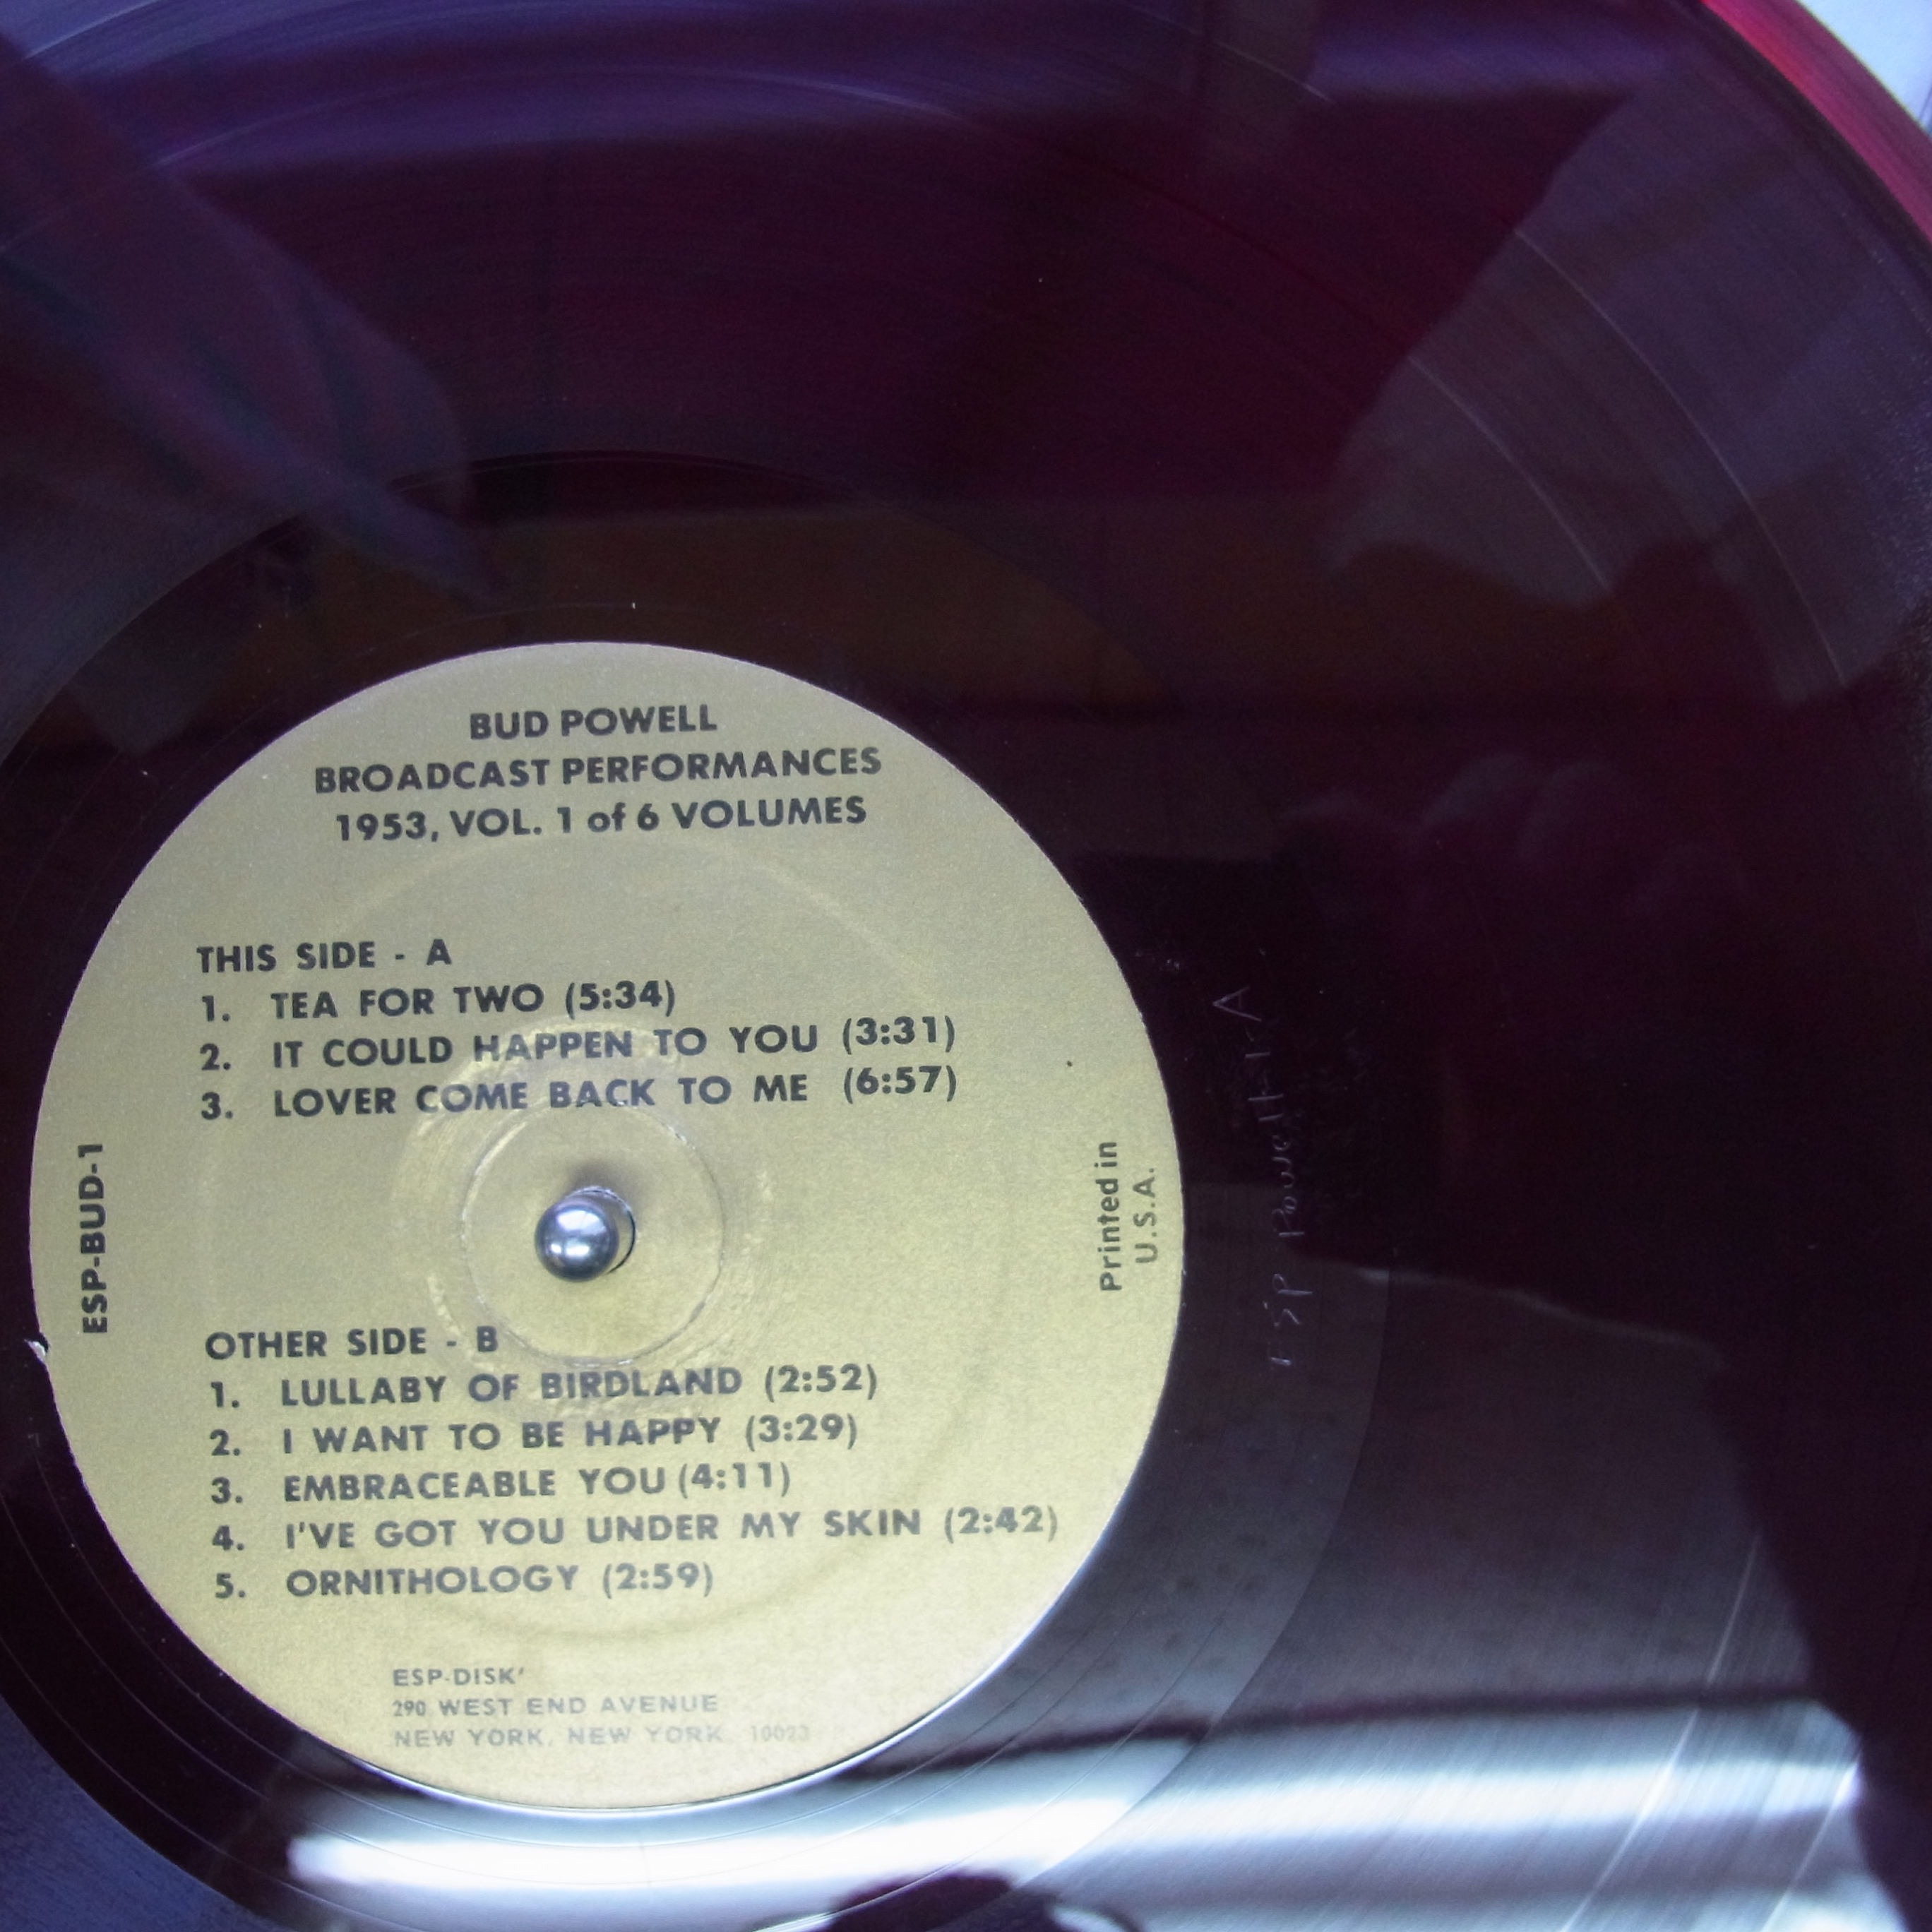 BUD POWELL
BROADCAST PERFORMANCES
1953, VOL. 1 of 6 VOLUMES
THIS SIDE - A
1. TEA FOR TWO (5:34)
2. IT COULD HAPPEN TO YOU (3:31)
3. LOVER COME BACK TO ME (6:57)
ESP-BUD-1
Printed in
U.S.A.
OTHER SIDE - B
1. LULLABY OF BIRDLAND (2:52)
2. I WANT TO BE HAPPY (3:29)
3. EMBRACEABLE YOU (4:11)
4. I'VE GOT YOU UNDER MY SKIN (2:42)
5. ORNITHOLOGY (2:59)
ESP-DISK'
290 WEST END AVENUE
NEW YORK, NEW YORK, 10023
ESP Powell
A